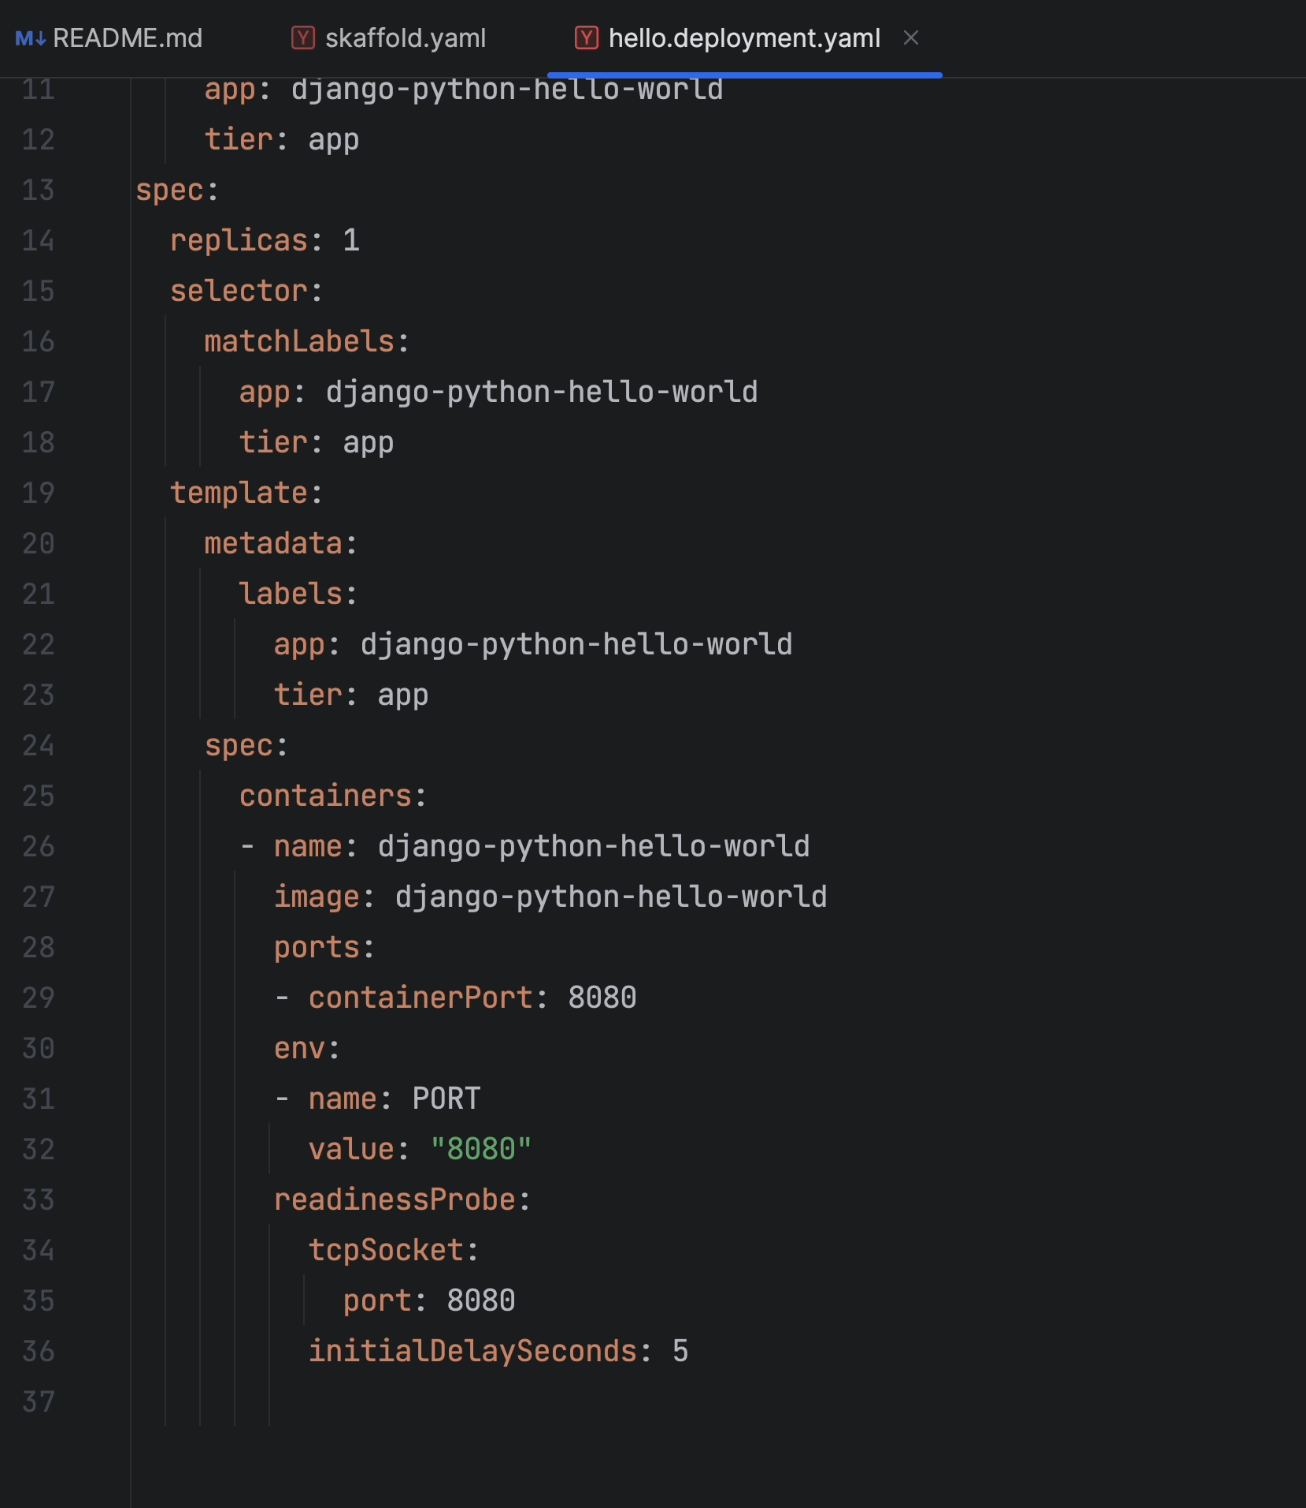 M↓ README.md Y skaffold.yaml Y hello.deployment.yaml ×
11 app: django-python-hello-world
12 tier: app
13 spec:
14 replicas: 1
15 selector:
16 matchLabels:
17 app: django-python-hello-world
18 tier: app
19 template:
20 metadata:
21 labels:
22 app: django-python-hello-world
23 tier: app
24 spec:
25 containers:
26 - name: django-python-hello-world
27 image: django-python-hello-world
28 ports:
29 - containerPort: 8080
30 env:
31 - name: PORT
32 value: "8080"
33 readinessProbe:
34 tcpSocket:
35 port: 8080
36 initialDelaySeconds: 5
37